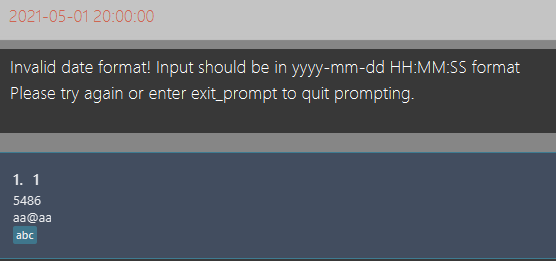 2021-05-01 20:00:00
Invalid date format! Input should be in yyyy-mm-dd HH:MM:SS format
Please try again or enter exit_prompt to quit prompting.
1. 1
5486
aa@aa
abc